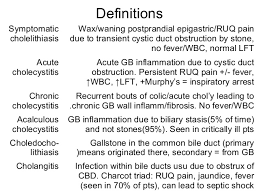 Definitions
Symptomatic Wax/waning postprandial epigastric/RUQ pain
cholelithiasis due to transient cystic duct obstruction by stone,
no fever/WBC, normal LFT
Acute Acute GB inflammation due to cystic duct
cholecystitis obstruction. Persistent RUQ pain +/- fever,
↑WBC, ↑LFT, +Murphy's = inspiratory arrest
Chronic Recurrent bouts of colic/acute chol'y leading to
cholecystitis .chronic GB wall inflamm/fibrosis. No fever/WBC
Acalculous GB inflammation due to biliary stasis(5% of time)
cholecystitis and not stones(95%). Seen in critically ill pts
Choledocho- Gallstone in the common bile duct (primary
lithiasis )means originated there, secondary = from GB
Cholangitis Infection within bile ducts usu due to obstrux of
CBD. Charcot triad: RUQ pain, jaundice, fever
(seen in 70% of pts), can lead to septic shock